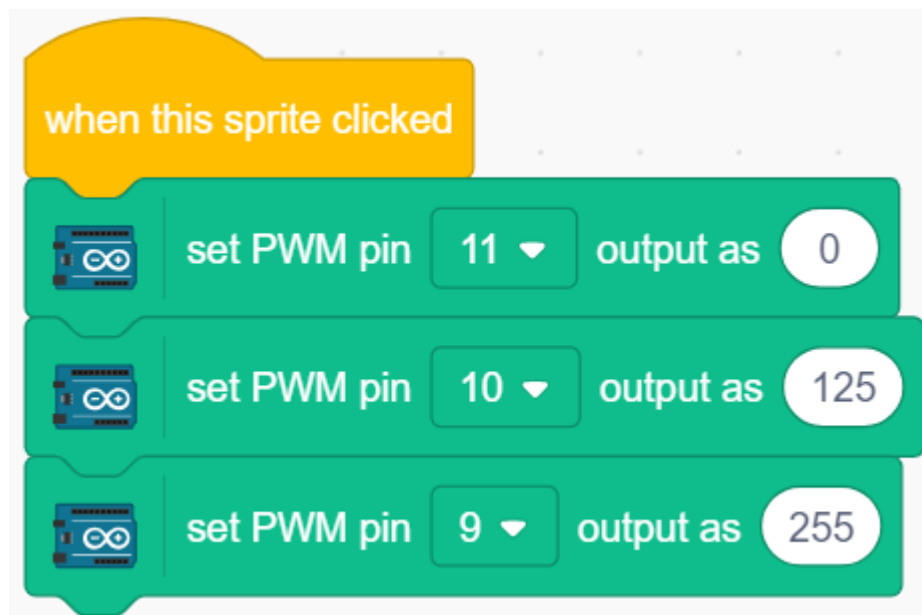 when this sprite clicked
set PWM pin 11 output as 0
set PWM pin 10 output as 125
set PWM pin 9 output as 255